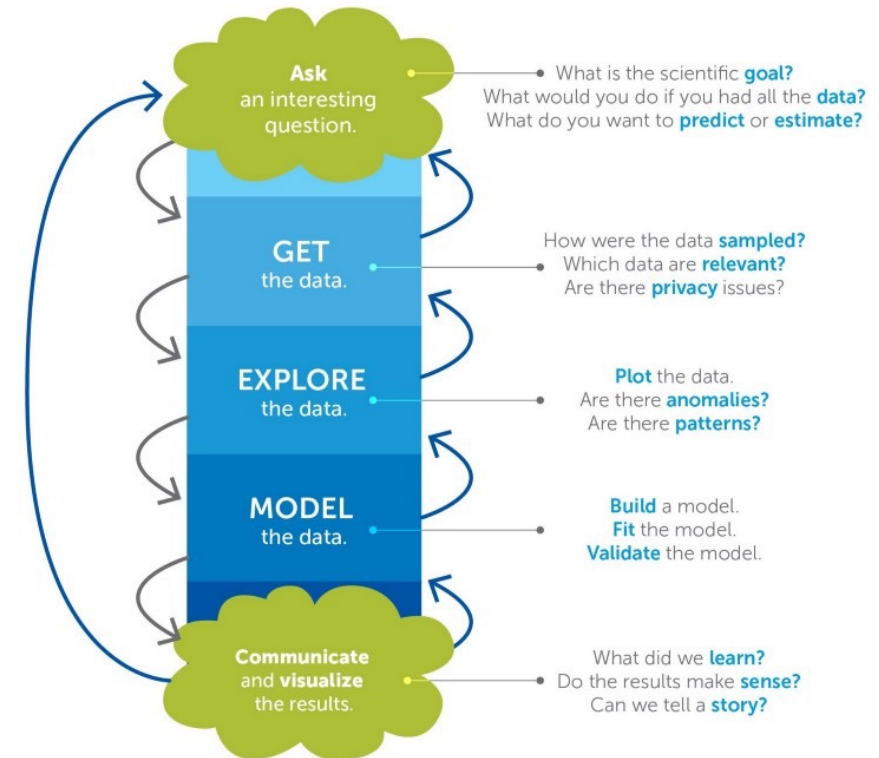 Ask
an interesting
question.
What is the scientific goal?
What would you do if you had all the data?
What do you want to predict or estimate?
GET
the data.
How were the data sampled?
Which data are relevant?
Are there privacy issues?
EXPLORE
the data.
Plot the data.
Are there anomalies?
Are there patterns?
MODEL
the data.
Build a model.
Fit the model.
Validate the model.
Communicate
and visualize
the results.
What did we learn?
Do the results make sense?
Can we tell a story?